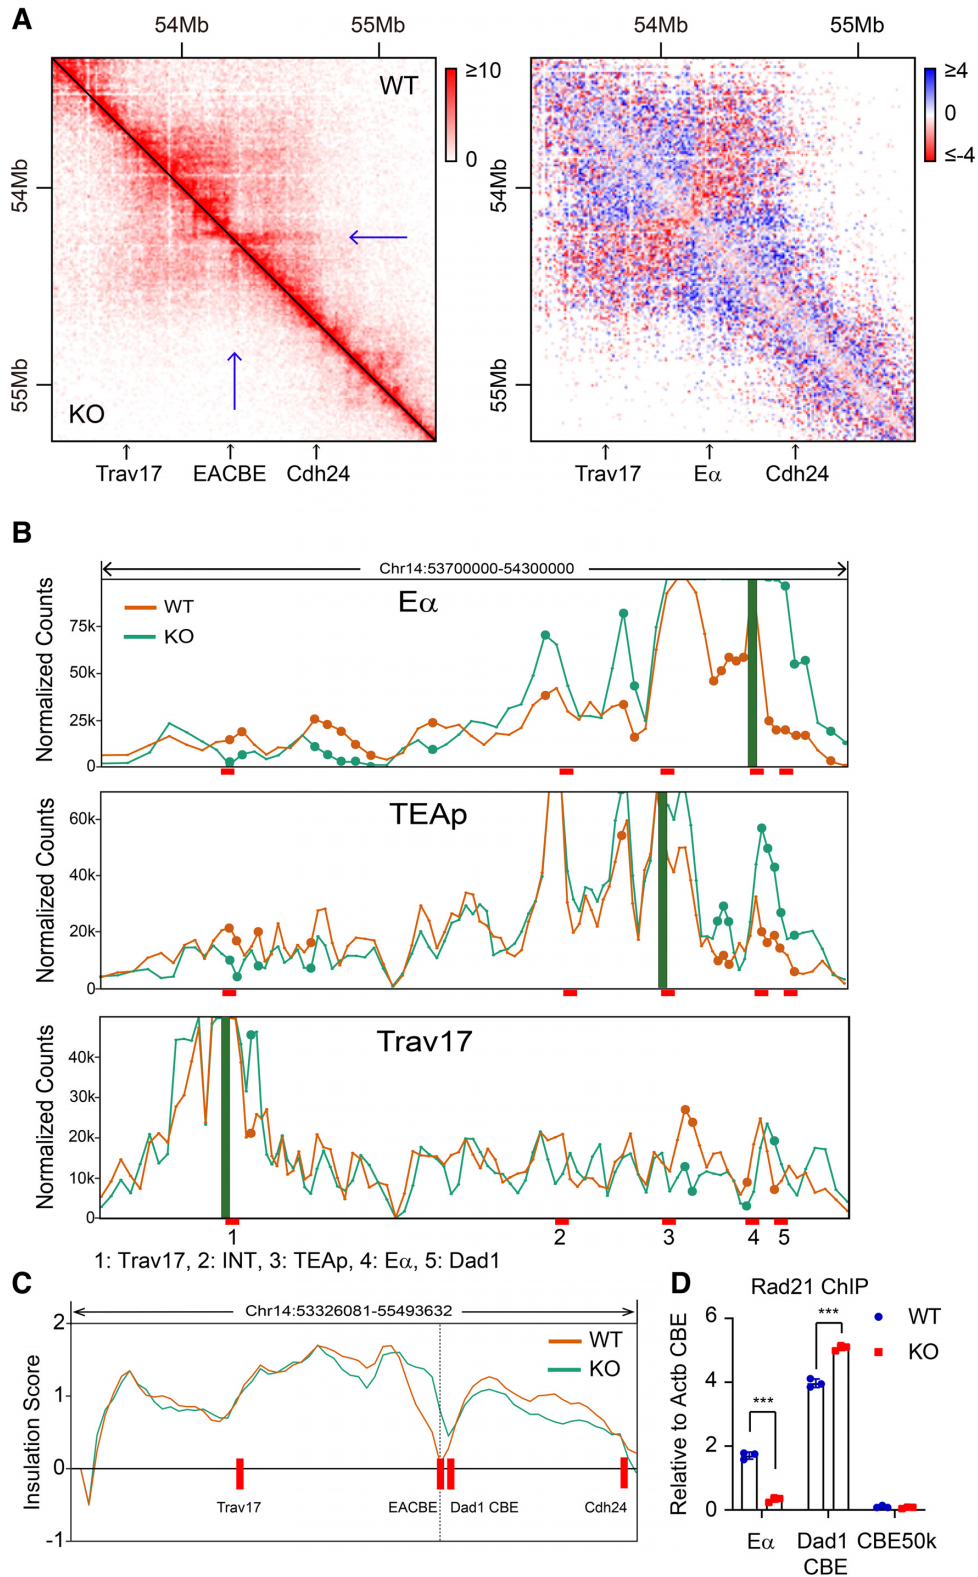 A
54Mb 55Mb 54Mb 55Mb
WT
≥10
0
≥4
0
≤-4
54Mb
55Mb
54Mb
55Mb
KO
Trav17 EACBE Cdh24
Trav17 Eα Cdh24
B
Chr14:53700000-54300000
Eα
WT
KO
Normalized Counts
75k
50k
25k
0
TEAp
Normalized Counts
60k
40k
20k
0
Trav17
Normalized Counts
40k
30k
20k
10k
0
1 2 3 4 5
1: Trav17, 2: INT, 3: TEAp, 4: Eα, 5: Dad1
C
Chr14:53326081-55493632
WT
KO
Insulation Score
2
1
0
-1
Trav17 EACBE Dad1 CBE Cdh24
D
Rad21 ChIP
WT
KO
Relative to Actb CBE
6
4
2
0
***
***
Eα Dad1 CBE50k
CBE